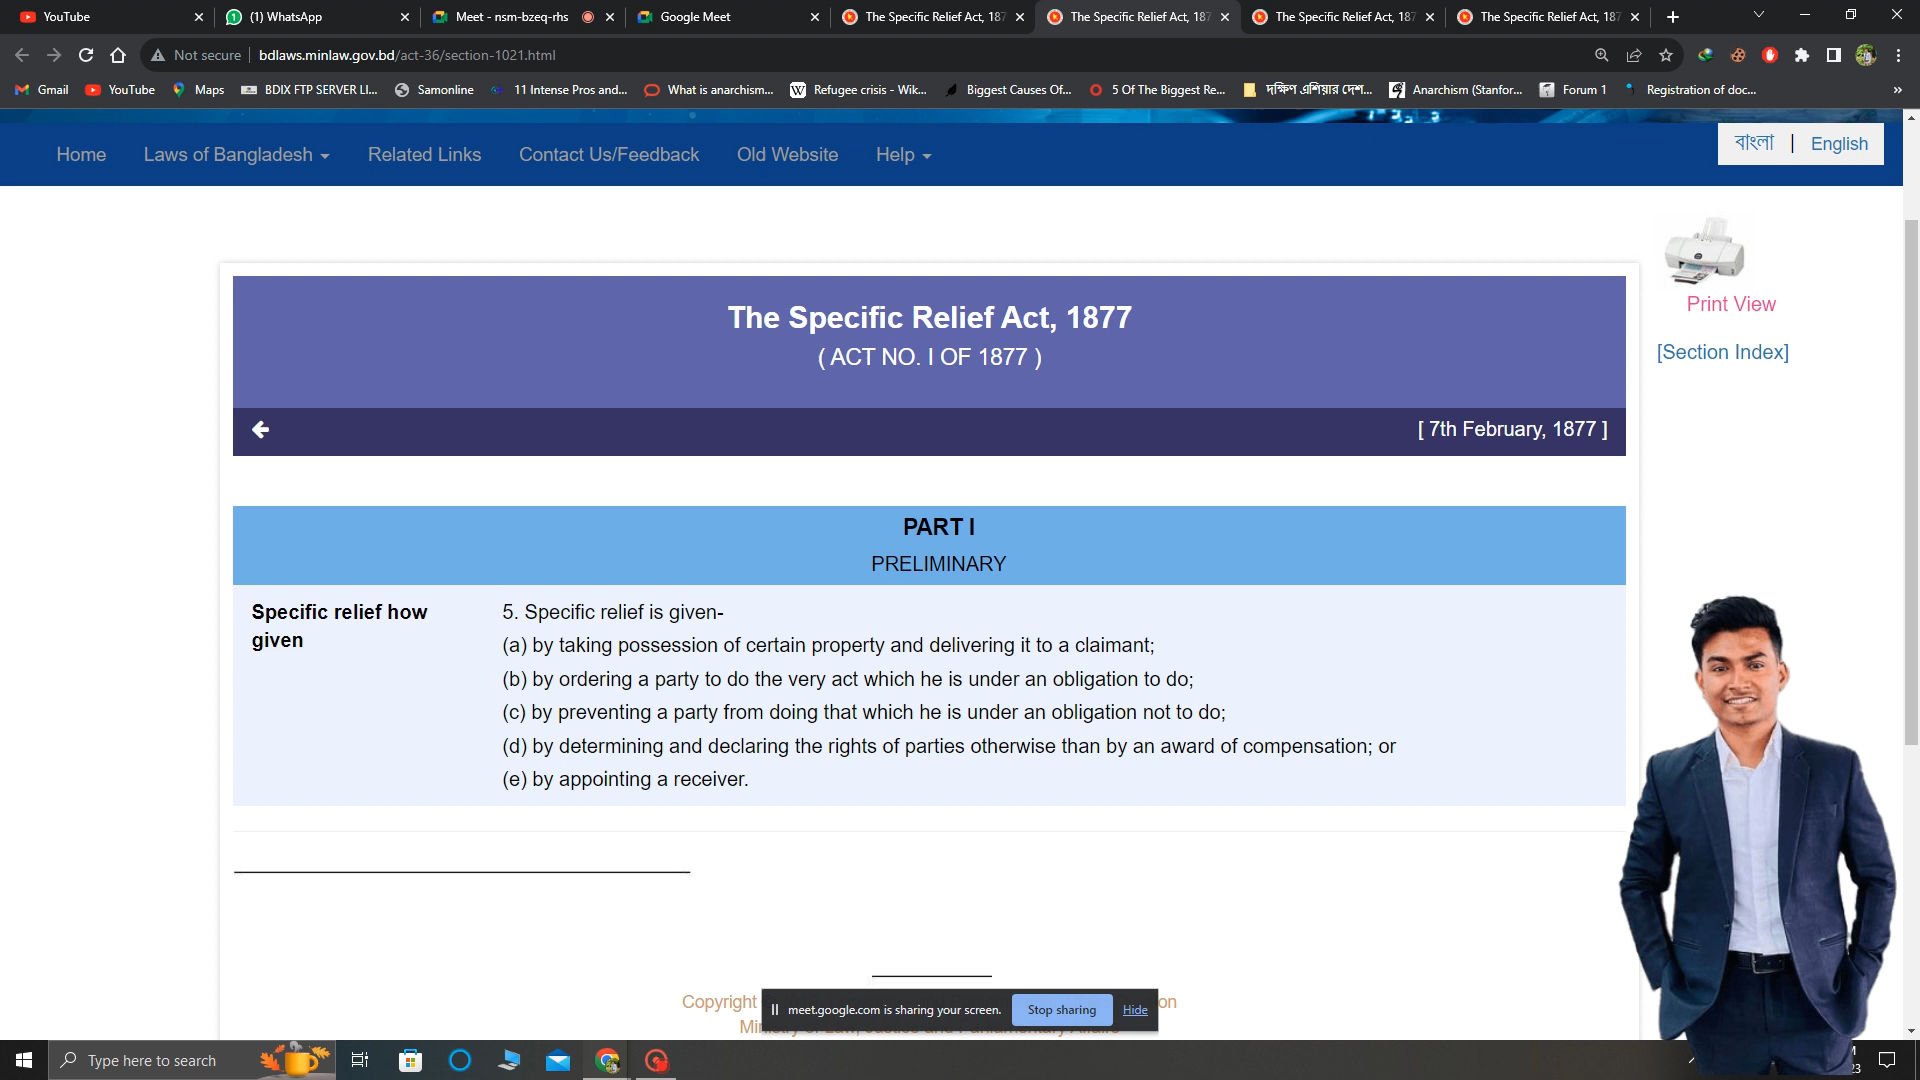 YouTube
(1) WhatsApp
Meet - nsm-bzeq-rhs
Google Meet
The Specific Relief Act, 187
The Specific Relief Act, 187
The Specific Relief Act, 187
The Specific Relief Act, 187
Not secure | bdlaws.minlaw.gov.bd/act-36/section-1021.html
Gmail
YouTube
Maps
BDIX FTP SERVER LI...
Samonline
11 Intense Pros and...
What is anarchism...
Refugee crisis - Wik...
Biggest Causes Of...
5 Of The Biggest Re...
দক্ষিণ এশিয়ার দেশ...
Anarchism (Stanfor...
Forum 1
Registration of doc...
»
Home
Laws of Bangladesh
Related Links
Contact Us/Feedback
Old Website
Help
বাংলা | English
Print View
[Section Index]
The Specific Relief Act, 1877
( ACT NO. I OF 1877 )
[ 7th February, 1877 ]
PART I
PRELIMINARY
Specific relief how
given
5. Specific relief is given-
(a) by taking possession of certain property and delivering it to a claimant;
(b) by ordering a party to do the very act which he is under an obligation to do;
(c) by preventing a party from doing that which he is under an obligation not to do;
(d) by determining and declaring the rights of parties otherwise than by an award of compensation; or
(e) by appointing a receiver.
Copyright
on
meet.google.com is sharing your screen.
Stop sharing
Hide
Type here to search